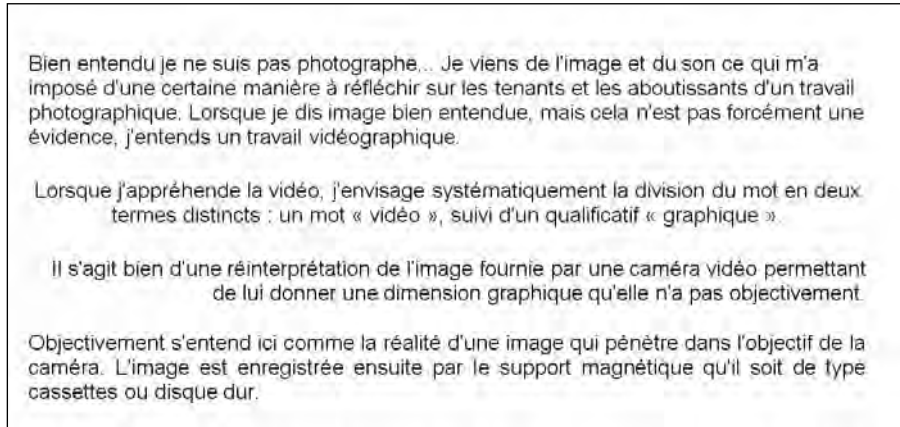 Bien entendu je ne suis pas photographe... Je viens de l'image et du son ce qui m'a
imposé d'une certaine manière à réfléchir sur les tenants et les aboutissants d'un travail
photographique. Lorsque je dis image bien entendue, mais cela n'est pas forcément une
évidence, j'entends un travail vidéographique.
Lorsque j'appréhende la vidéo, j'envisage systématiquement la division du mot en deux
termes distincts : un mot « vidéo », suivi d'un qualificatif « graphique ».
Il s'agit bien d'une réinterprétation de l'image fournie par une caméra vidéo permettant
de lui donner une dimension graphique qu'elle n'a pas objectivement.
Objectivement s'entend ici comme la réalité d'une image qui pénètre dans l'objectif de la
caméra. L'image est enregistrée ensuite par le support magnétique qu'il soit de type
cassettes ou disque dur.